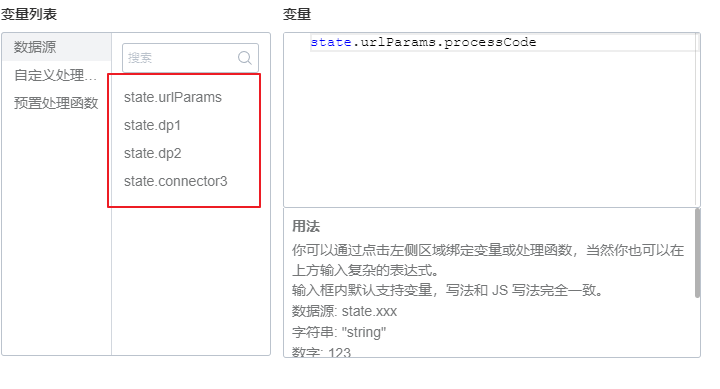 变量列表
数据源
自定义处理...
预置处理函数
搜索
state.urlParams
state.dp1
state.dp2
state.connector3
变量
state.urlParams.processCode
用法
你可以通过点击左侧区域绑定变量或处理函数，当然你也可以在
上方输入复杂的表达式。
输入框内默认支持变量，写法和 JS 写法完全一致。
数据源: state.xxx
字符串: "string"
数字: 123